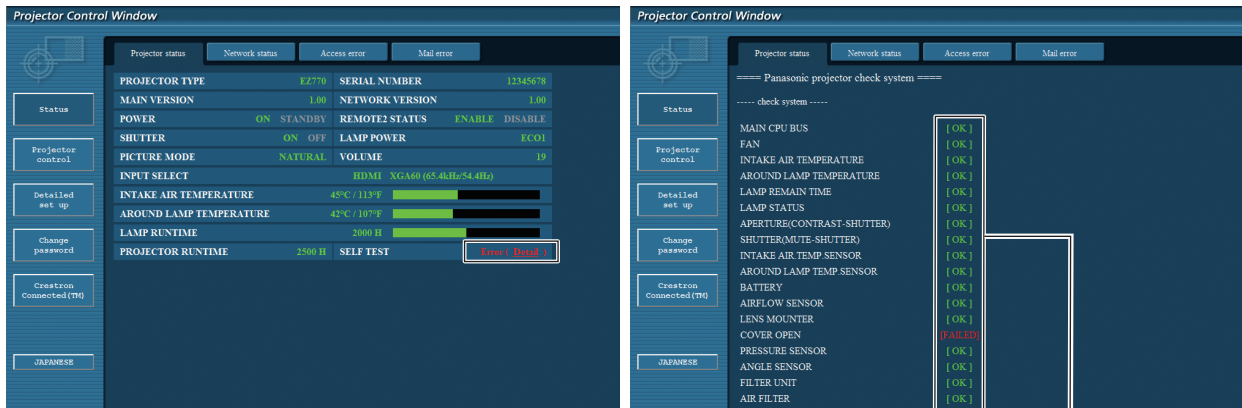 Projector Control Window
Projector status Network status Access error Mail error
Status
Projector control
Detailed set up
Change password
Crestron Connected(TM)
JAPANESE
PROJECTOR TYPE EZ770 SERIAL NUMBER 12345678
MAIN VERSION 1.00 NETWORK VERSION 1.00
POWER ON STANDBY REMOTE2 STATUS ENABLE DISABLE
SHUTTER ON OFF LAMP POWER ECO1
PICTURE MODE NATURAL VOLUME 19
INPUT SELECT HDMI XGA60 (65.4kHz/54.4Hz)
INTAKE AIR TEMPERATURE 45°C / 113°F
AROUND LAMP TEMPERATURE 42°C / 107°F
LAMP RUNTIME 2000 H
PROJECTOR RUNTIME 2500 H SELF TEST Error ( Detail )
Projector Control Window
Projector status Network status Access error Mail error
Status
Projector control
Detailed set up
Change password
Crestron Connected(TM)
JAPANESE
==== Panasonic projector check system ====
----- check system -----
MAIN CPU BUS [ OK ]
FAN [ OK ]
INTAKE AIR TEMPERATURE [ OK ]
AROUND LAMP TEMPERATURE [ OK ]
LAMP REMAIN TIME [ OK ]
LAMP STATUS [ OK ]
APERTURE(CONTRAST-SHUTTER) [ OK ]
SHUTTER(MUTE-SHUTTER) [ OK ]
INTAKE AIR.TEMP.SENSOR [ OK ]
AROUND LAMP TEMP.SENSOR [ OK ]
BATTERY [ OK ]
AIRFLOW SENSOR [ OK ]
LENS MOUNTER [ OK ]
COVER OPEN [FAILED]
PRESSURE SENSOR [ OK ]
ANGLE SENSOR [ OK ]
FILTER UNIT [ OK ]
AIR FILTER [ OK ]